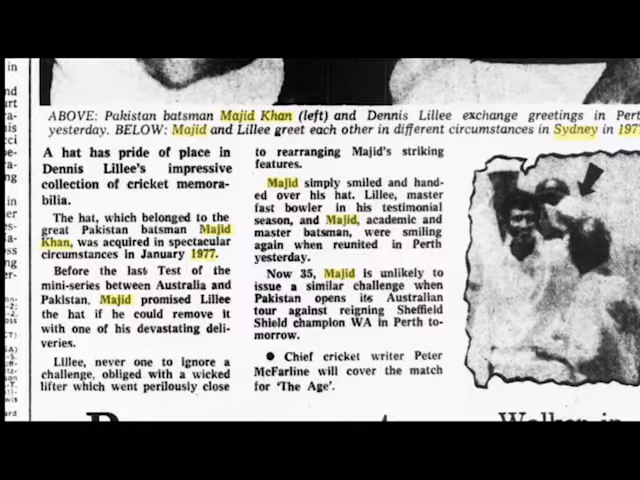 ABOVE: Pakistan batsman Majid Khan (left) and Dennis Lillee exchange greetings in
yesterday. BELOW: Majid and Lillee greet each other in different circumstances in Sydney in
A hat has pride of place in
Dennis Lillee's impressive
collection of cricket memora-
bilia.
The hat, which belonged to the
great Pakistan batsman Majid
Khan, was acquired in spectacular
circumstances in January 1977.
Before the last Test of the
mini-series between Australia and
Pakistan, Majid promised Lillee
the hat if he could remove it
with one of his devastating deli-
veries.
Lillee, never one to ignore a
challenge, obliged with a wicked
lifter which went perilously close
to rearranging Majid's striking
features.
Majid simply smiled and hand-
ed over his hat. Lillee, master
fast bowler in his testimonial
season, and Majid, academic and
master batsman, were smiling
again when reunited in Perth
yesterday.
Now 35, Majid is unlikely to
issue a similar challenge when
Pakistan opens its Australian
tour against reigning Sheffield
Shield champion WA in Perth to-
morrow.
● Chief cricket writer Peter
McFarline will cover the match
for 'The Age'.